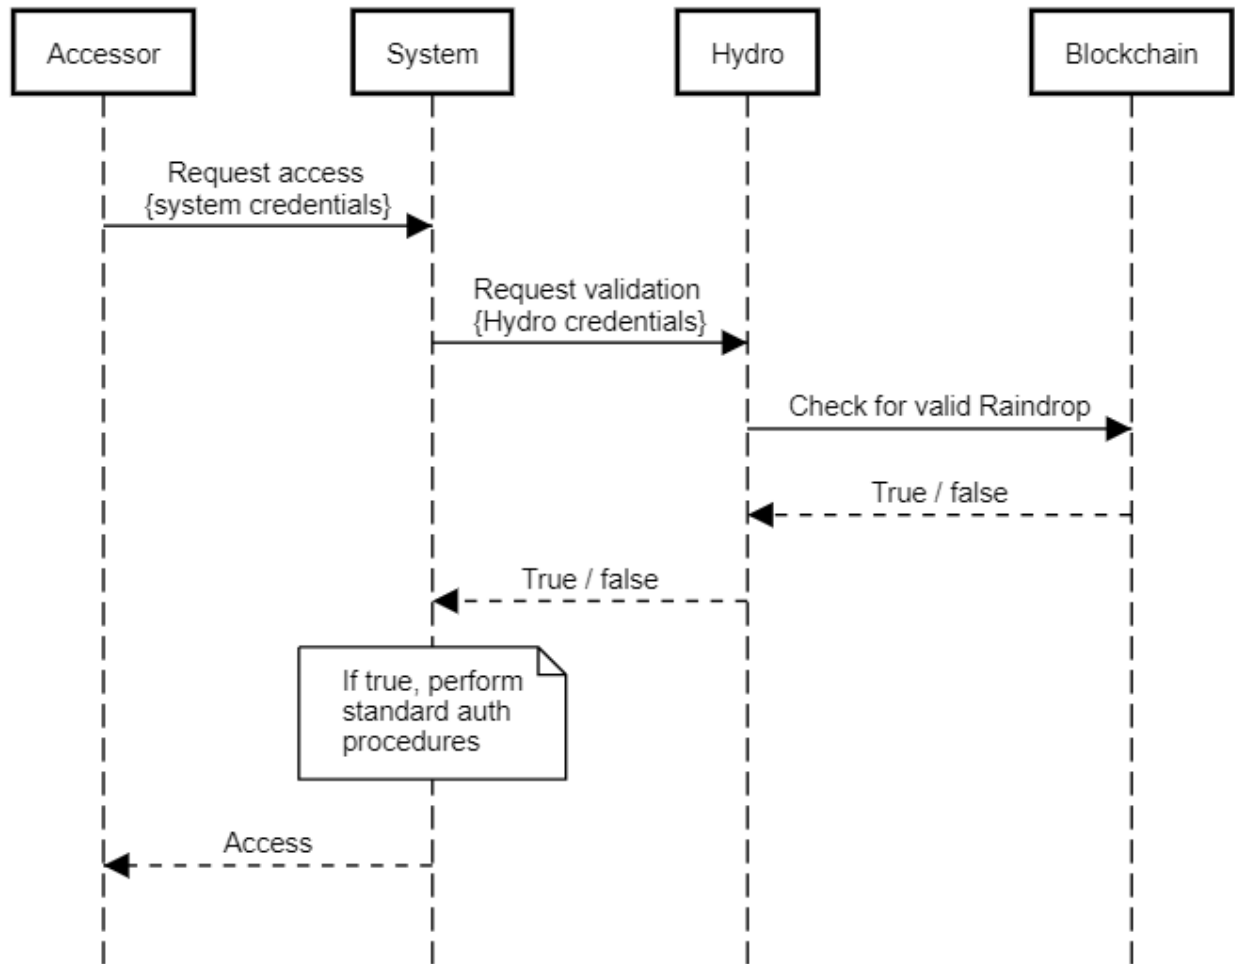 Accessor
System
Hydro
Blockchain
Request access
{system credentials}
Request validation
{Hydro credentials}
Check for valid Raindrop
True / false
True / false
If true, perform
standard auth
procedures
Access